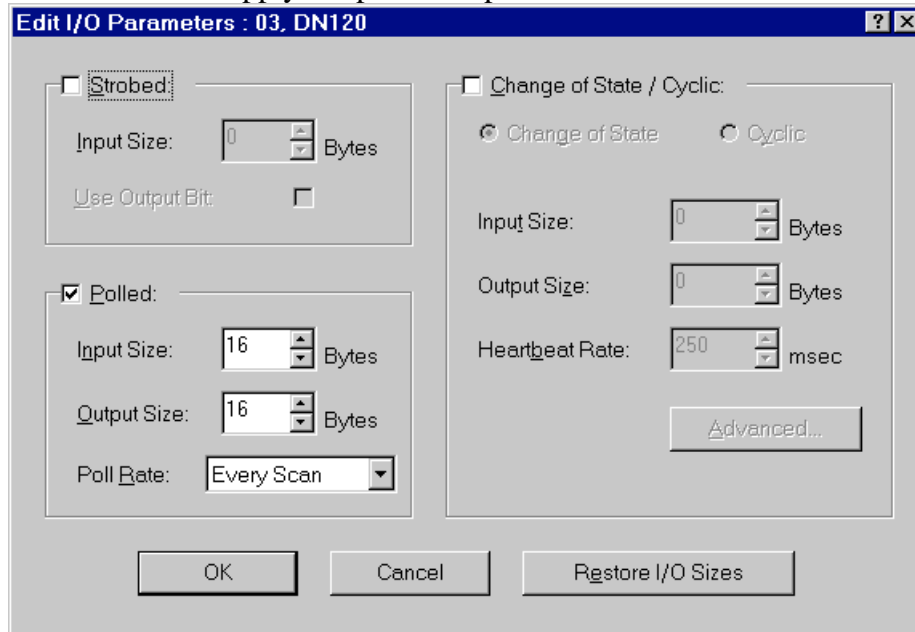 Edit I/O Parameters : 03, DN120
Strobed:
Input Size: 0 Bytes
Use Output Bit:
Polled:
Input Size: 16 Bytes
Output Size: 16 Bytes
Poll Rate: Every Scan
Change of State / Cyclic:
Change of State Cyclic
Input Size: 0 Bytes
Output Size: 0 Bytes
Heartbeat Rate: 250 msec
Advanced...
OK Cancel Restore I/O Sizes